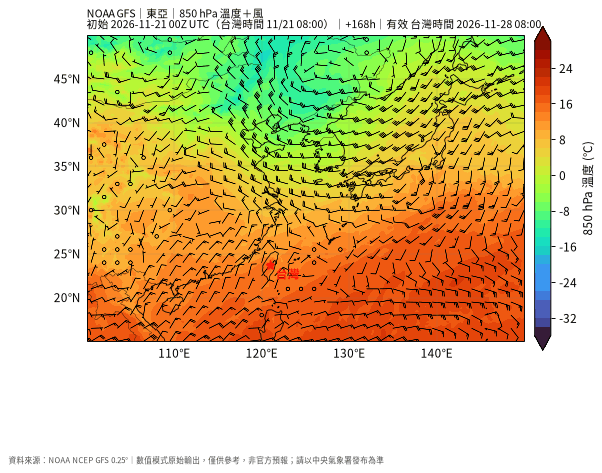 NOAA GFS｜東亞｜850 hPa 溫度＋風
初始 2026-11-21 00Z UTC（台灣時間 11/21 08:00）｜+168h｜有效 台灣時間 2026-11-28 08:00
45°N
40°N
35°N
30°N
25°N
20°N
110°E 120°E 130°E 140°E
台灣
24
16
8
0
-8
-16
-24
-32
850 hPa 溫度 (°C)
資料來源：NOAA NCEP GFS 0.25°｜數值模式原始輸出，僅供參考，非官方預報；請以中央氣象署發布為準